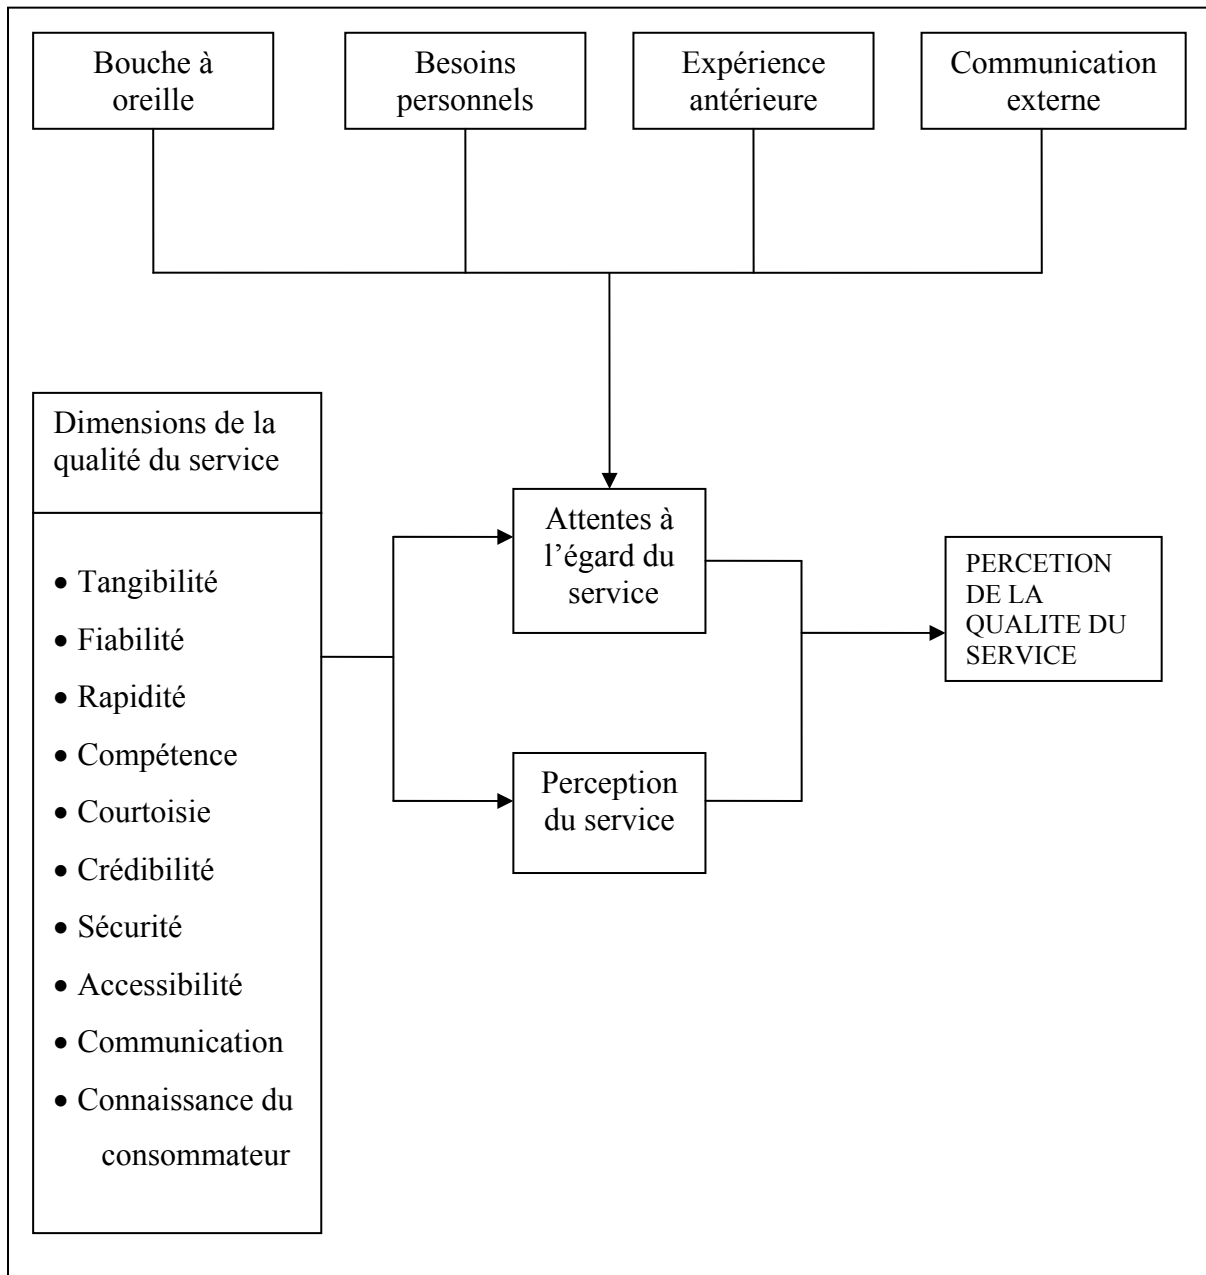 Bouche à
oreille
Besoins
personnels
Expérience
antérieure
Communication
externe
Dimensions de la
qualité du service
• Tangibilité
• Fiabilité
• Rapidité
• Compétence
• Courtoisie
• Crédibilité
• Sécurité
• Accessibilité
• Communication
• Connaissance du
consommateur
Attentes à
l’égard du
service
Perception
du service
PERCETION
DE LA
QUALITE DU
SERVICE